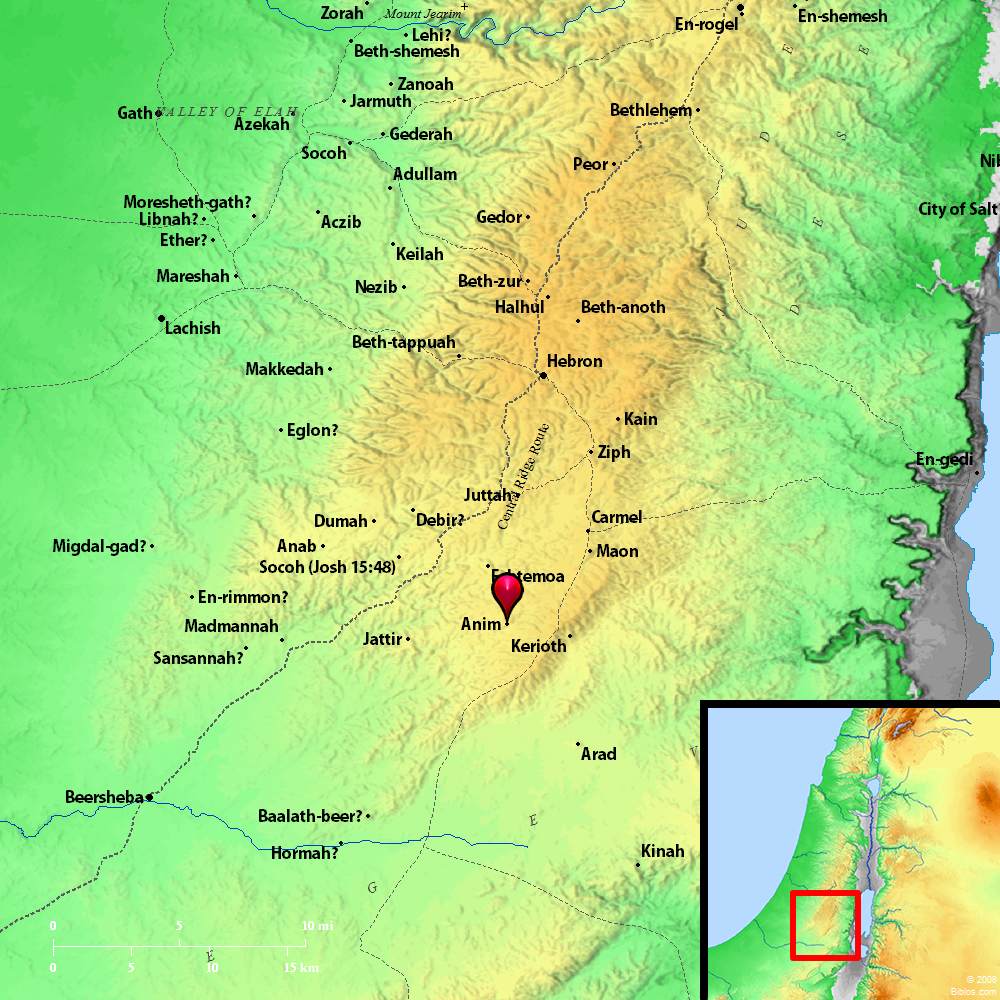 Zorah
Mount Jearim
En-rogel
En-shemesh
Lehi?
Beth-shemesh
Zanoah
Jarmuth
Gath
VALLEY OF ELAH
Azekah
Bethlehem
Gederah
Socoh
Peor
Nib
Adullam
Moresheth-gath?
Libnah?
Aczib
Gedor
City of Salt
Ether?
Keilah
Mareshah
Nezib
Beth-zur
Halhul
Beth-anoth
Lachish
Beth-tappuah
Hebron
Makkedah
Kain
Eglon?
Ziph
En-gedi
Central Ridge Route
Juttah
Dumah
Debir?
Carmel
Migdal-gad?
Anab
Maon
Socoh (Josh 15:48)
En-rimmon?
Anim
Madmannah
Jattir
Kerioth
Sansannah?
Arad
Beersheba
Baalath-beer?
Hormah?
Kinah
J U D E
D E S E
N E G E V
0 5 10 mi
0 5 10 15 km
© 2006
Biblos.com